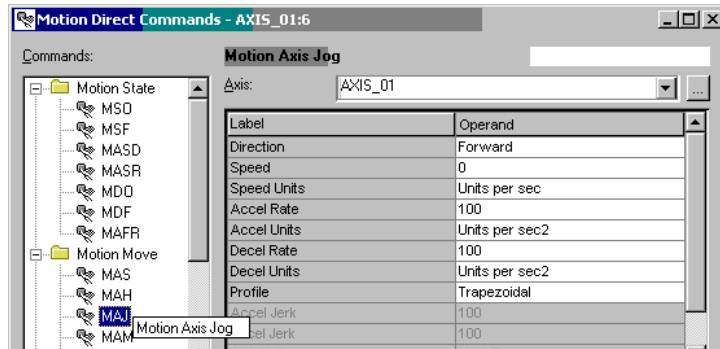 Motion Direct Commands - AXIS_01:6
Commands:
Motion State
MSO
MSF
MASD
MASR
MDO
MDF
MAFR
Motion Move
MAS
MAH
MAJ
MAM
Motion Axis Jog
Motion Axis Jog
Axis: AXIS_01 ...
Label Operand
Direction Forward
Speed 0
Speed Units Units per sec
Accel Rate 100
Accel Units Units per sec2
Decel Rate 100
Decel Units Units per sec2
Profile Trapezoidal
Accel Jerk 100
Decel Jerk 100